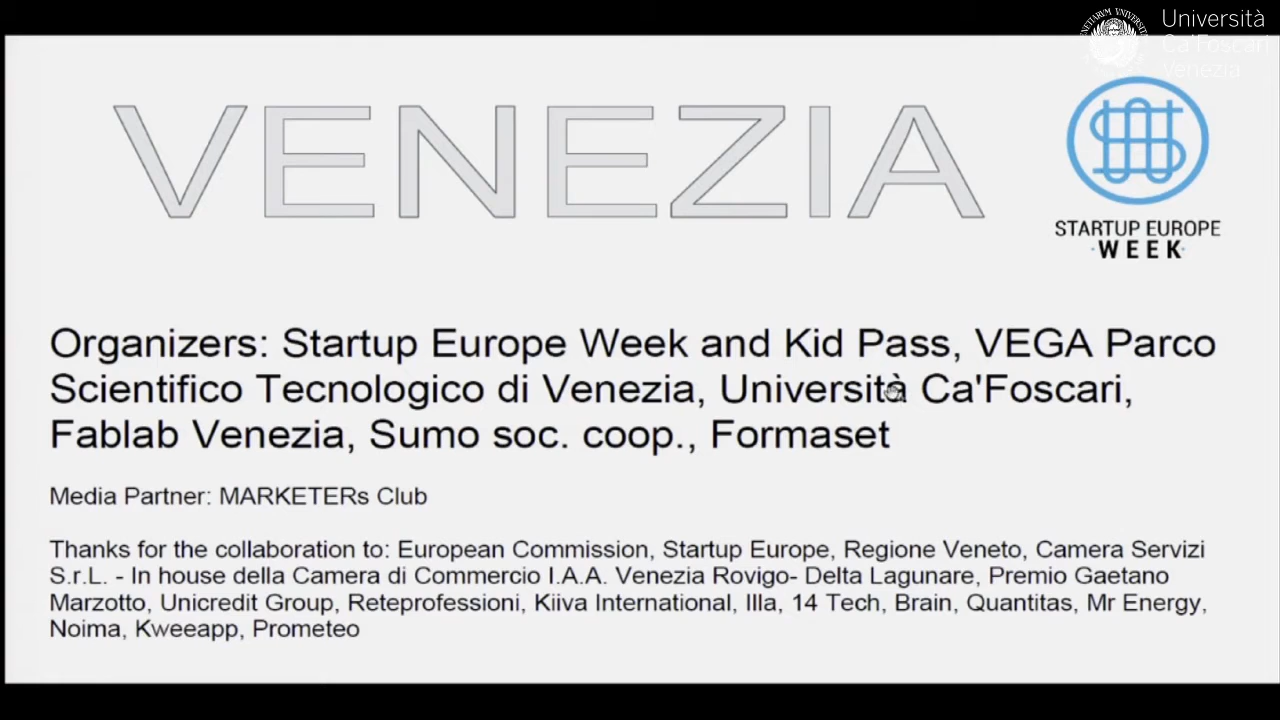 Università
Ca'Foscari
Venezia
VENEZIA
STARTUP EUROPE
WEEK
Organizers: Startup Europe Week and Kid Pass, VEGA Parco
Scientifico Tecnologico di Venezia, Università Ca'Foscari,
Fablab Venezia, Sumo soc. coop., Formaset
Media Partner: MARKETERs Club
Thanks for the collaboration to: European Commission, Startup Europe, Regione Veneto, Camera Servizi
S.r.L. - In house della Camera di Commercio I.A.A. Venezia Rovigo- Delta Lagunare, Premio Gaetano
Marzotto, Unicredit Group, Reteprofessioni, Kiiva International, Illa, 14 Tech, Brain, Quantitas, Mr Energy,
Noima, Kweeapp, Prometeo